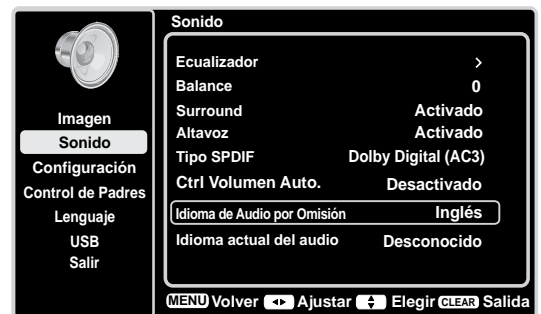 Sonido
Imagen
Sonido
Configuración
Control de Padres
Lenguaje
USB
Salir
Ecualizador >
Balance 0
Surround Activado
Altavoz Activado
Tipo SPDIF Dolby Digital (AC3)
Ctrl Volumen Auto. Desactivado
Idioma de Audio por Omisión Inglés
Idioma actual del audio Desconocido
MENU Volver Ajustar Elegir CLEAR Salida